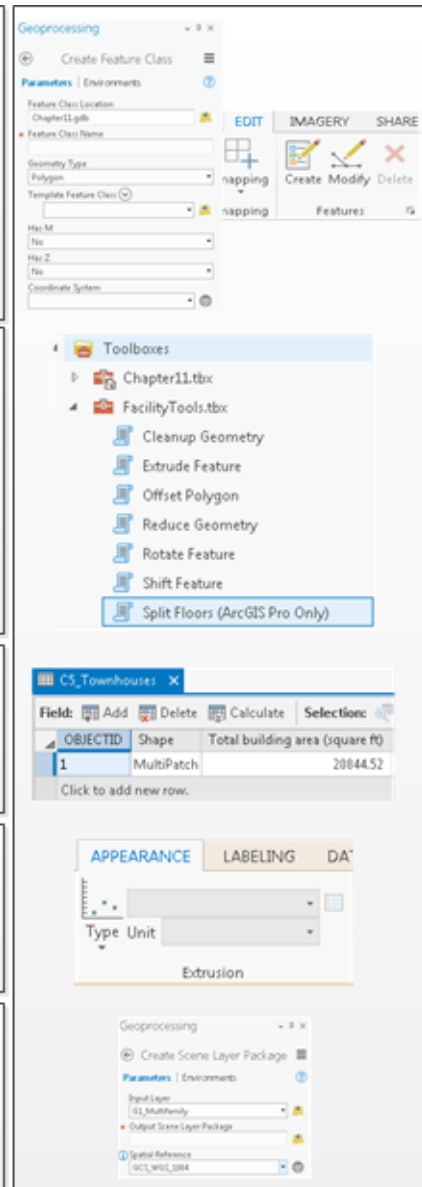 Geoprocessing
Create Feature Class
Parameters | Environments
Feature Class Location
Chapter11.gdb
Feature Class Name
Geometry Type
Polygon
Template Feature Class
Has M
No
Has Z
No
Coordinate System
EDIT IMAGERY SHARE
napping Create Modify Delete
napping Features
Toolboxes
Chapter11.tbx
FacilityTools.tbx
Cleanup Geometry
Extrude Feature
Offset Polygon
Reduce Geometry
Rotate Feature
Shift Feature
Split Floors (ArcGIS Pro Only)
C5_Townhouses
Field: Add Delete Calculate Selection:
OBJECTID Shape Total building area (square ft)
1 MultiPatch 20844.52
Click to add new row.
APPEARANCE LABELING DAT
Type Unit
Extrusion
Geoprocessing
Create Scene Layer Package
Parameters | Environments
Input Layer
G1_Multifamily
Output Scene Layer Package
Spatial Reference
GCS_WGS_1984